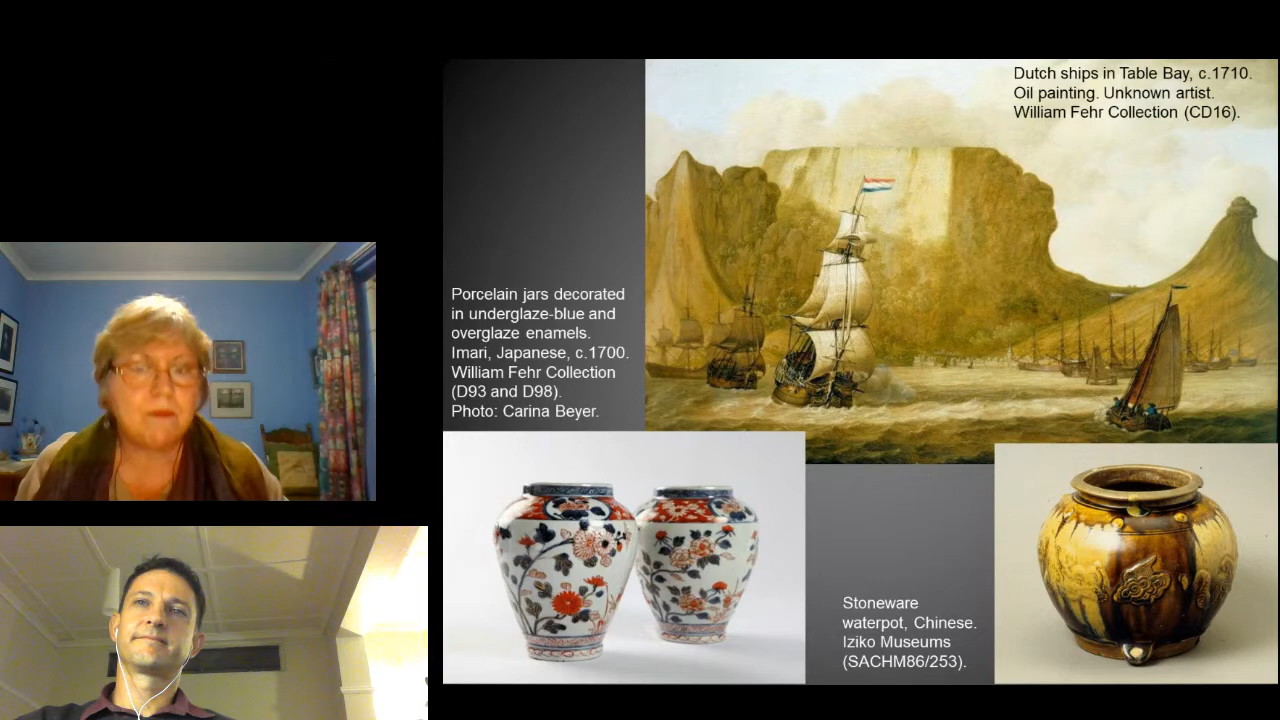 Dutch ships in Table Bay, c.1710.
Oil painting. Unknown artist.
William Fehr Collection (CD16).
Porcelain jars decorated
in underglaze-blue and
overglaze enamels.
Imari, Japanese, c.1700.
William Fehr Collection
(D93 and D98).
Photo: Carina Beyer.
Stoneware
waterpot, Chinese.
Iziko Museums
(SACHM86/253).